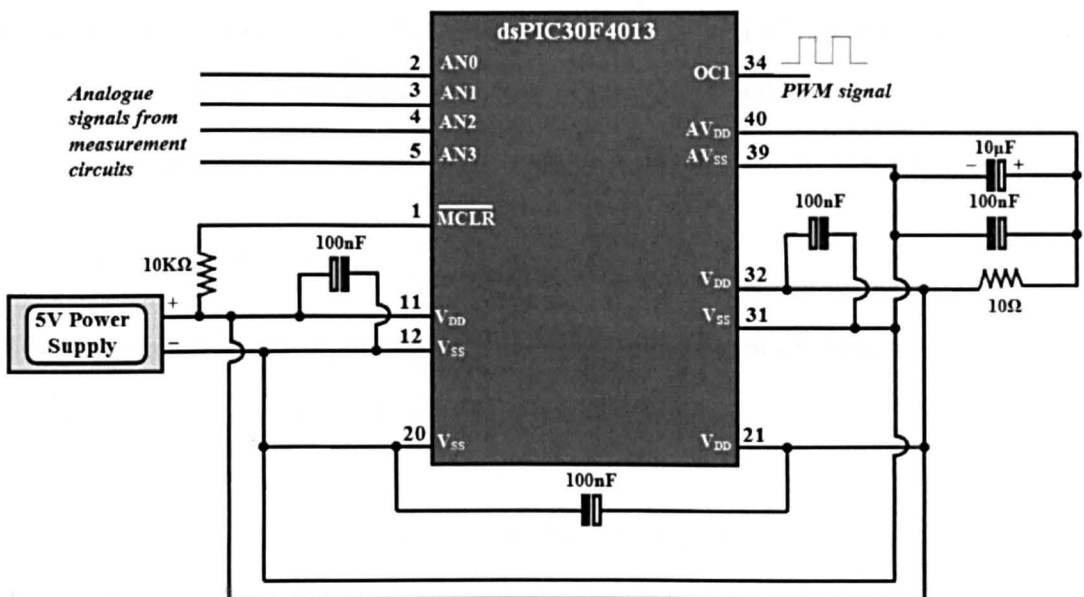 dsPIC30F4013
2 AN0
3 AN1
4 AN2
5 AN3
Analogue
signals from
measurement
circuits
1 MCLR
10KΩ
100nF
+
5V Power
Supply
−
11 VDD
12 VSS
20 VSS
OC1 34
PWM signal
AVDD 40
AVSS 39
− 10µF +
100nF
100nF
VDD 32
10Ω
VSS 31
VDD 21
100nF